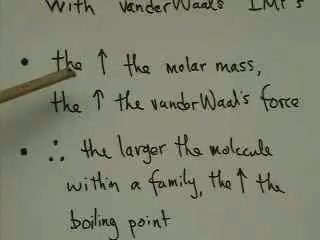 With vanderWaals IMF's
• the ↑ the molar mass,
the ↑ the vanderWaal's force
• ∴ the larger the molecule
within a family, the ↑ the
boiling point